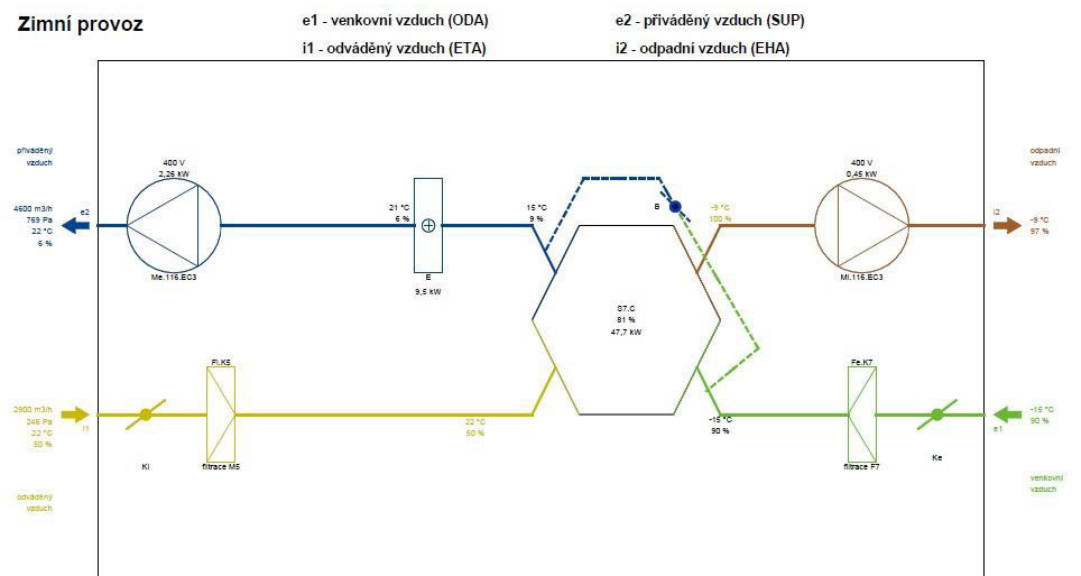 Zimní provoz
e1 - venkovní vzduch (ODA)
e2 - přiváděný vzduch (SUP)
i1 - odváděný vzduch (ETA)
i2 - odpadní vzduch (EHA)
přiváděný
vzduch
400 V
2,26 kW
400 V
0,45 kW
odpadní
vzduch
4600 m3/h
769 Pa
22 °C
6 %
e2
21 °C
6 %
15 °C
9 %
B
-9 °C
100 %
i2
-9 °C
97 %
Me.116.EC3
E
9,5 kW
Mi.116.EC3
S7.C
81 %
47,7 kW
Fi.K5
Fe.K7
2900 m3/h
246 Pa
22 °C
50 %
i1
22 °C
50 %
-15 °C
90 %
-15 °C
90 %
e1
Ki
filtrace M5
filtrace F7
Ke
odváděný
vzduch
venkovní
vzduch